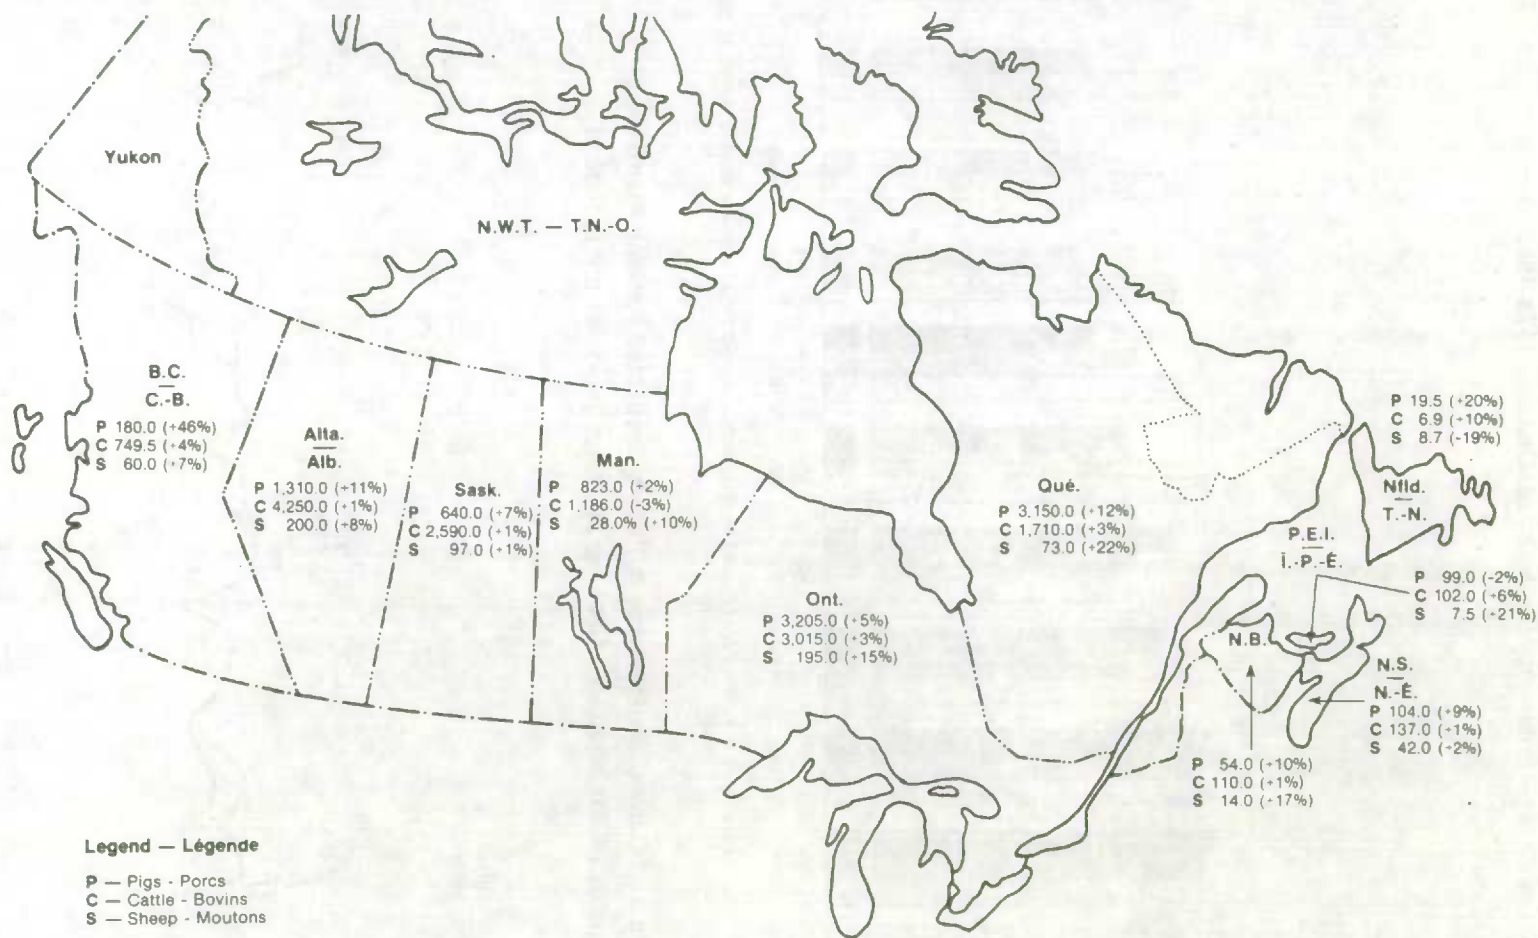 Yukon
N.W.T. — T.N.-O.
B.C.
C.-B.
P 180.0 (+46%)
C 749.5 (+4%)
S 60.0 (+7%)
Alta.
Alb.
P 1,310.0 (+11%)
C 4,250.0 (+1%)
S 200.0 (+8%)
Sask.
P 640.0 (+7%)
C 2,590.0 (+1%)
S 97.0 (+1%)
Man.
P 823.0 (+2%)
C 1,186.0 (-3%)
S 28.0% (+10%)
Ont.
P 3,205.0 (+5%)
C 3,015.0 (+3%)
S 195.0 (+15%)
Qué.
P 3,150.0 (+12%)
C 1,710.0 (+3%)
S 73.0 (+22%)
P 19.5 (+20%)
C 6.9 (+10%)
S 8.7 (-19%)
Nfld.
T.-N.
P.E.I.
Î.-P.-É.
P 99.0 (-2%)
C 102.0 (+6%)
S 7.5 (+21%)
N.B.
P 54.0 (+10%)
C 110.0 (+1%)
S 14.0 (+17%)
N.S.
N.-É.
P 104.0 (+9%)
C 137.0 (+1%)
S 42.0 (+2%)
Legend — Légende
P — Pigs - Porcs
C — Cattle - Bovins
S — Sheep - Moutons